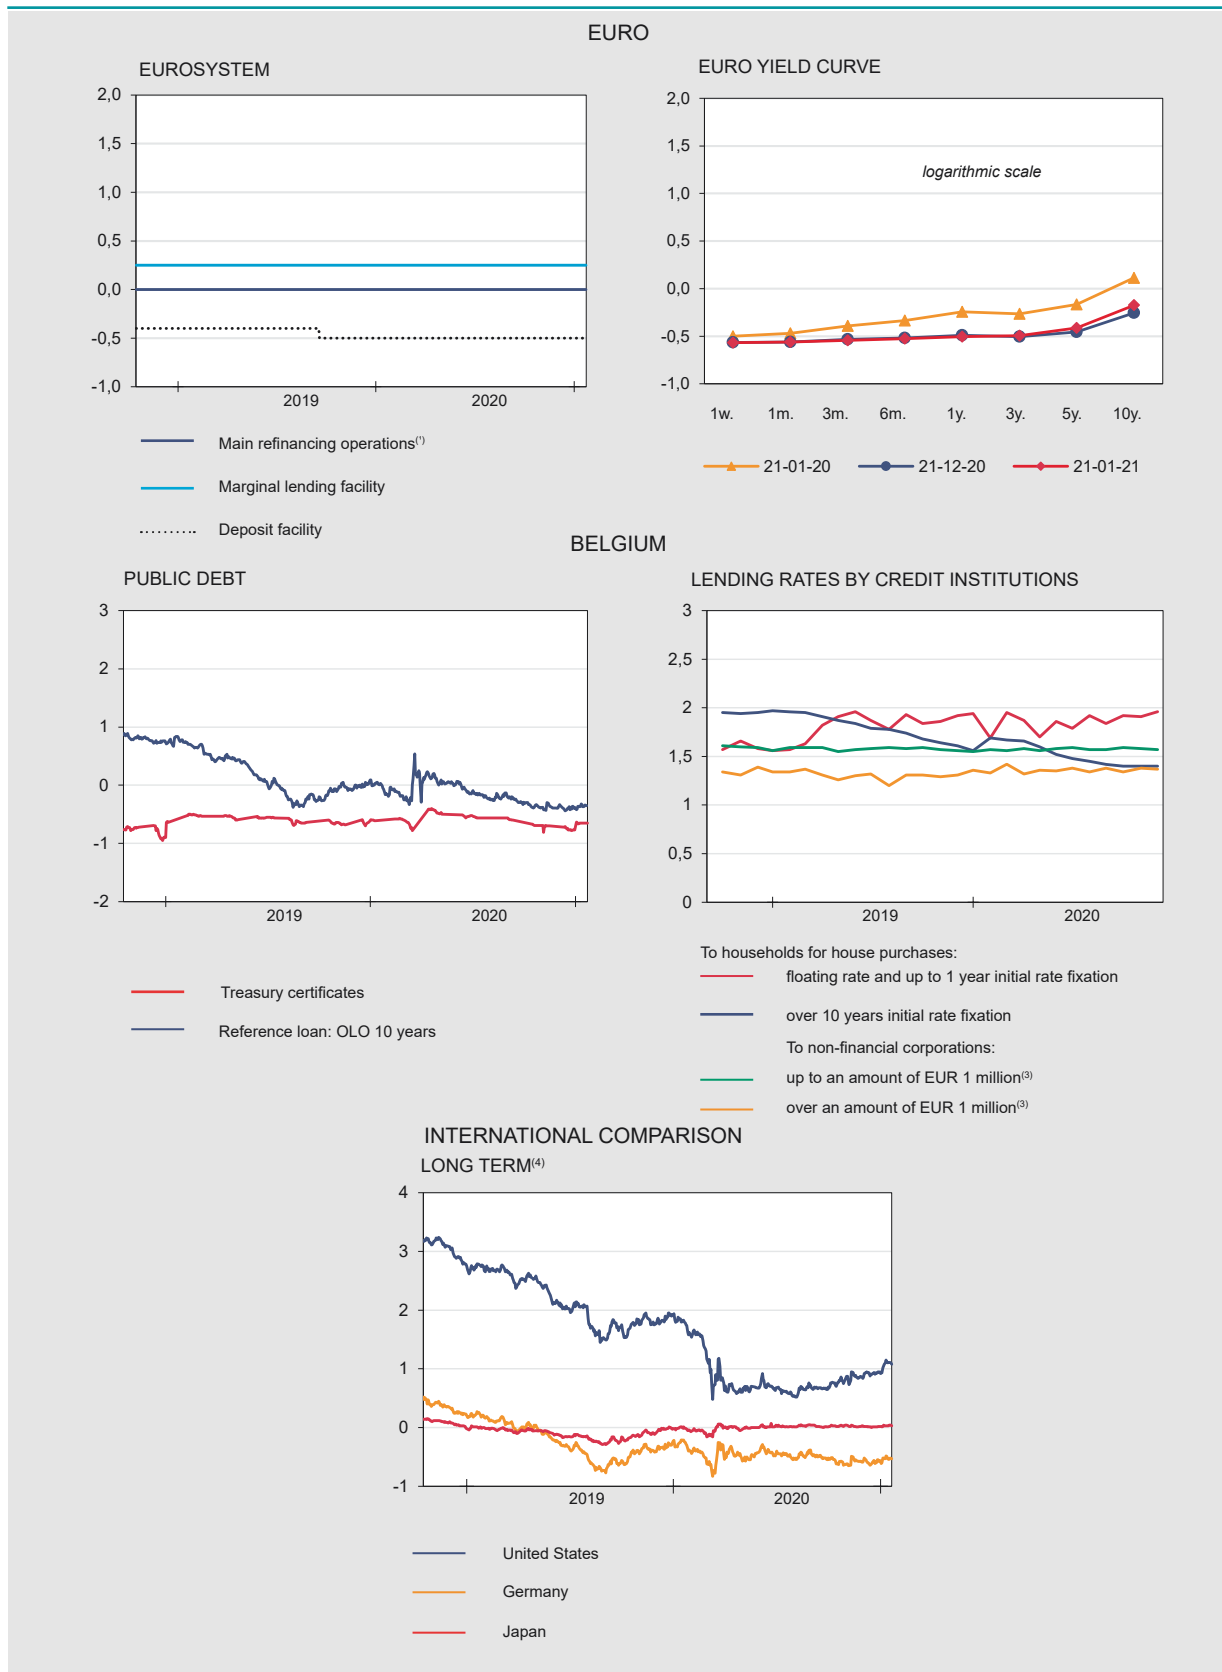 EURO
EUROSYSTEM
2,0
1,5
1,0
0,5
0,0
-0,5
-1,0
2019 2020
Main refinancing operations(¹)
Marginal lending facility
Deposit facility
EURO YIELD CURVE
2,0
1,5
1,0
0,5
0,0
-0,5
-1,0
logarithmic scale
1w. 1m. 3m. 6m. 1y. 3y. 5y. 10y.
21-01-20 21-12-20 21-01-21
BELGIUM
PUBLIC DEBT
3
2
1
0
-1
-2
2019 2020
Treasury certificates
Reference loan: OLO 10 years
LENDING RATES BY CREDIT INSTITUTIONS
3
2,5
2
1,5
1
0,5
0
2019 2020
To households for house purchases:
floating rate and up to 1 year initial rate fixation
over 10 years initial rate fixation
To non-financial corporations:
up to an amount of EUR 1 million(3)
over an amount of EUR 1 million(3)
INTERNATIONAL COMPARISON
LONG TERM(4)
4
3
2
1
0
-1
2019 2020
United States
Germany
Japan